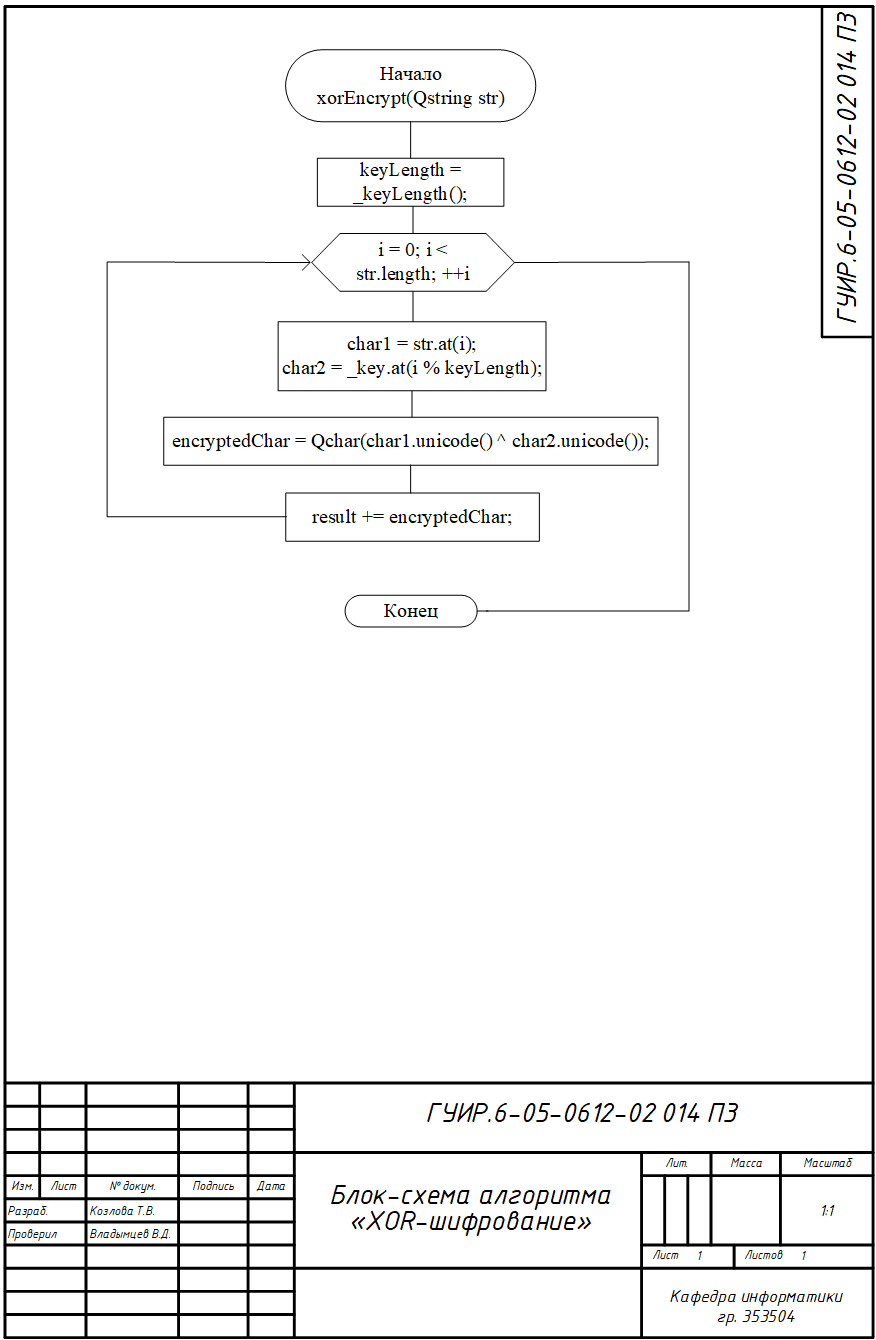 ГУИР.6-05-0612-02 014 ПЗ
Начало
xorEncrypt(Qstring str)
keyLength =
_keyLength();
i = 0; i <
str.length; ++i
char1 = str.at(i);
char2 = _key.at(i % keyLength);
encryptedChar = Qchar(char1.unicode() ^ char2.unicode());
result += encryptedChar;
Конец
ГУИР.6-05-0612-02 014 ПЗ
Изм. Лист № докум. Подпись Дата
Разраб. Козлова Т.В.
Проверил Владымцев В.Д.
Блок-схема алгоритма
«XOR-шифрование»
Лит. Масса Масштаб
1:1
Лист 1 Листов 1
Кафедра информатики
гр. 353504